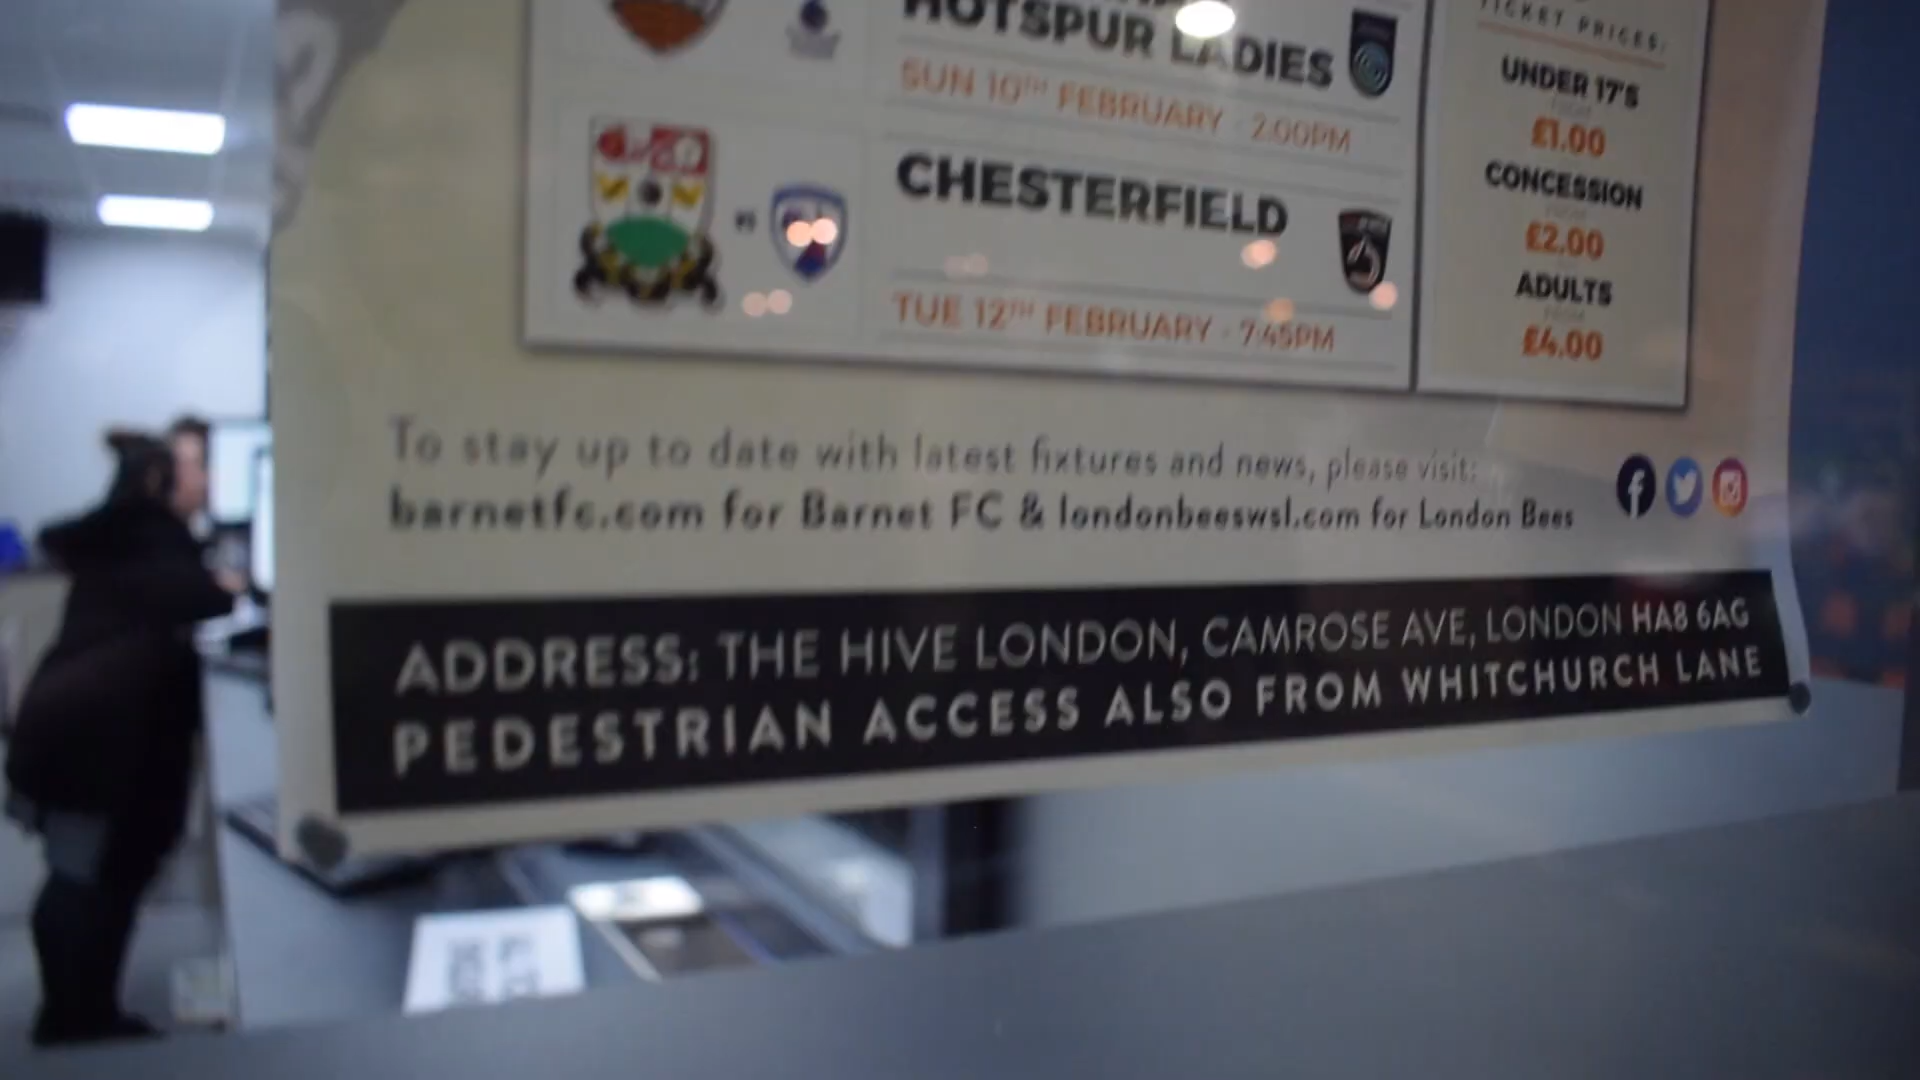 HOTSPUR LADIES
SUN 10TH FEBRUARY - 2.00PM
VS
CHESTERFIELD
TUE 12TH FEBRUARY - 7:45PM
TICKET PRICES:
UNDER 17'S
£1.00
CONCESSION
£2.00
ADULTS
£4.00
To stay up to date with latest fixtures and news, please visit:
barnetfc.com for Barnet FC & londonbeeswsl.com for London Bees
ADDRESS: THE HIVE LONDON, CAMROSE AVE, LONDON HA8 6AG
PEDESTRIAN ACCESS ALSO FROM WHITCHURCH LANE